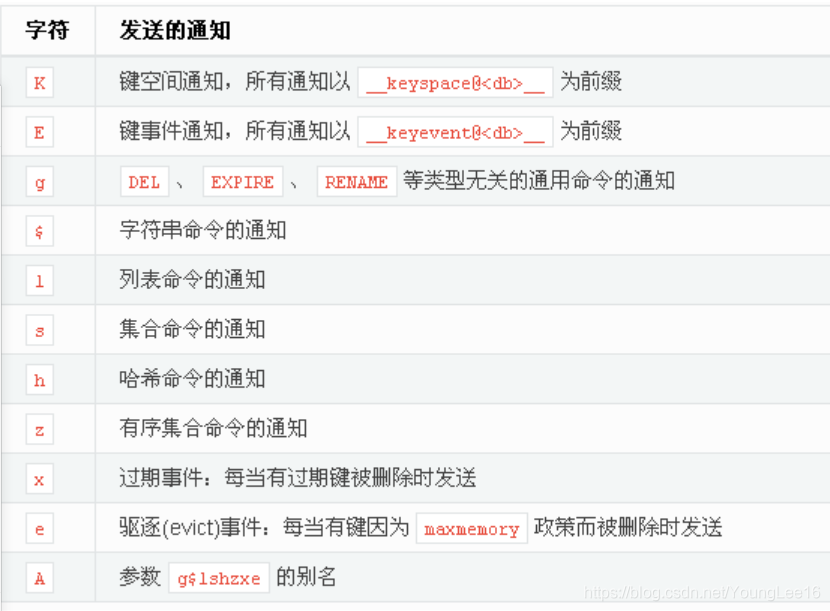 字符 发送的通知
K 键空间通知，所有通知以 __keyspace@<db>__ 为前缀
E 键事件通知，所有通知以 __keyevent@<db>__ 为前缀
g DEL 、 EXPIRE 、 RENAME 等类型无关的通用命令的通知
$ 字符串命令的通知
l 列表命令的通知
s 集合命令的通知
h 哈希命令的通知
z 有序集合命令的通知
x 过期事件：每当有过期键被删除时发送
e 驱逐(evict)事件：每当有键因为 maxmemory 政策而被删除时发送
A 参数 g$lshzxe 的别名
https://blog.csdn.net/YoungLee16